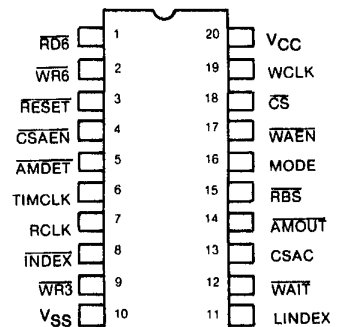 RD6 1 20 VCC
WR6 2 19 WCLK
RESET 3 18 CS
CSAEN 4 17 WAEN
AMDET 5 16 MODE
TIMCLK 6 15 RBS
RCLK 7 14 AMOUT
INDEX 8 13 CSAC
WR3 9 12 WAIT
VSS 10 11 LINDEX